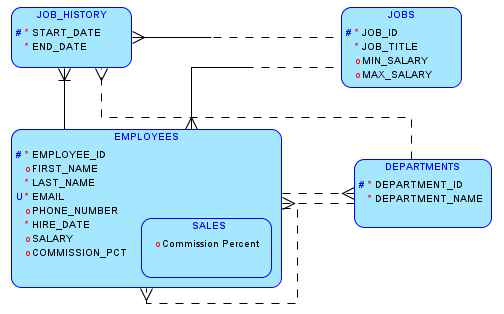 JOB_HISTORY
# * START_DATE
* END_DATE
JOBS
# * JOB_ID
* JOB_TITLE
o MIN_SALARY
o MAX_SALARY
EMPLOYEES
# * EMPLOYEE_ID
o FIRST_NAME
* LAST_NAME
U * EMAIL
o PHONE_NUMBER
* HIRE_DATE
o SALARY
o COMMISSION_PCT
SALES
o Commission Percent
DEPARTMENTS
# * DEPARTMENT_ID
* DEPARTMENT_NAME